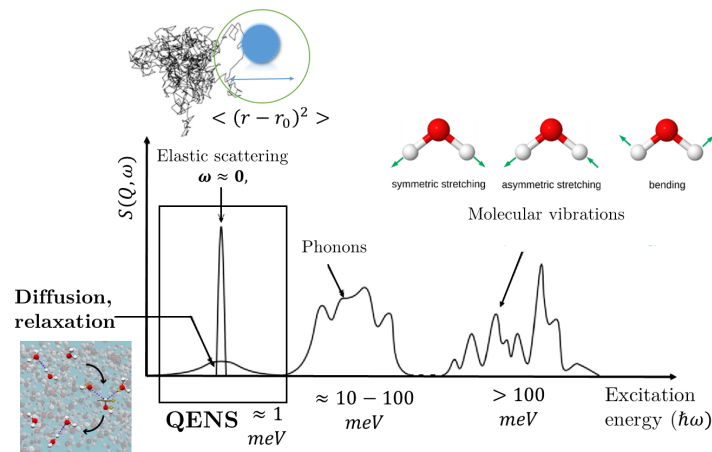 < (r − r₀)² >
S(Q, ω)
Elastic scattering
ω ≈ 0,
symmetric stretching
asymmetric stretching
bending
Molecular vibrations
Phonons
Diffusion,
relaxation
QENS
≈ 1
meV
≈ 10 − 100
meV
> 100
meV
Excitation
energy (ℏω)